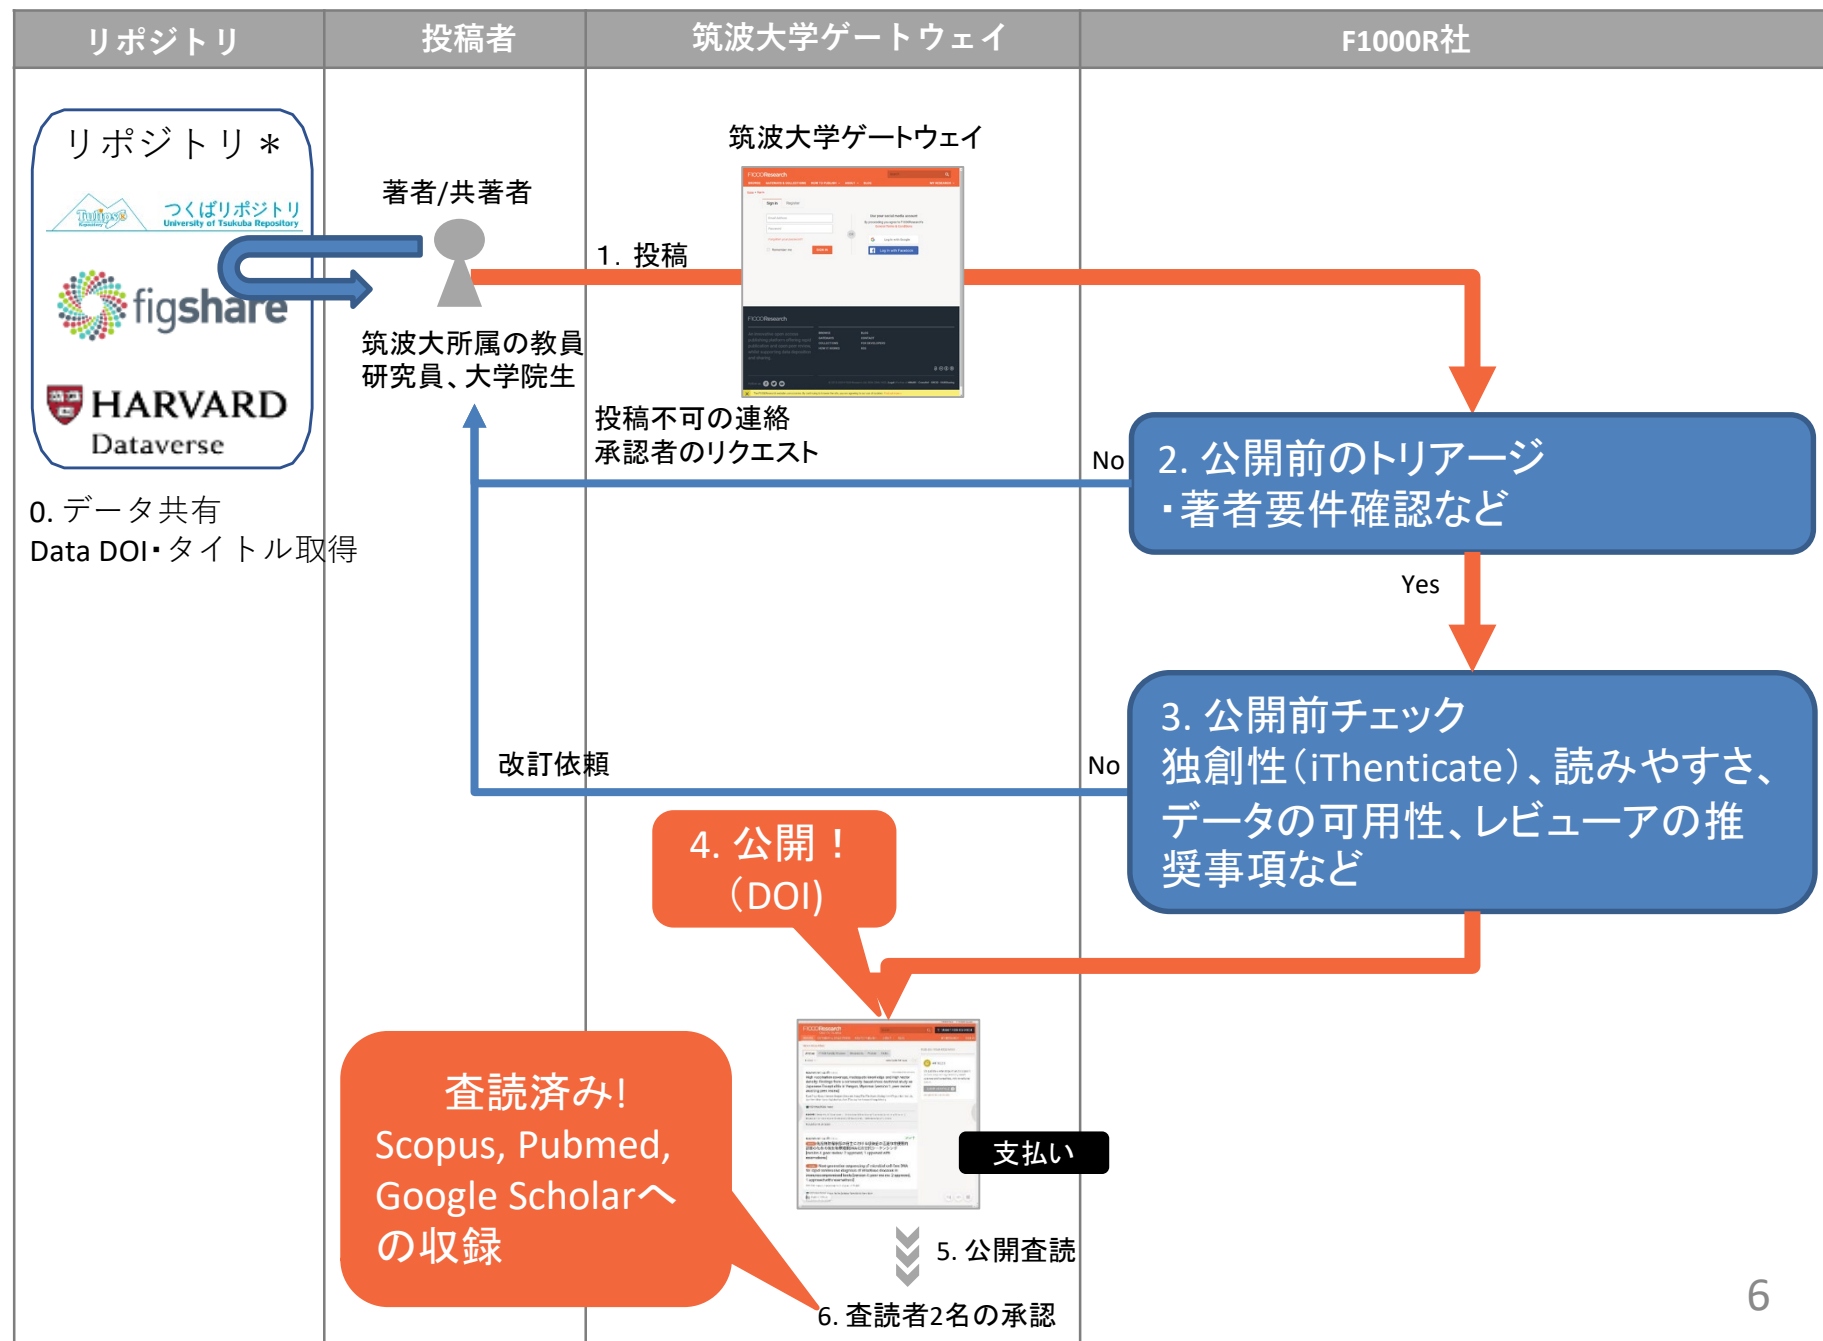 リポジトリ
投稿者
筑波大学ゲートウェイ
F1000R社
リポジトリ＊
Tulips
Repository
つくばリポジトリ
University of Tsukuba Repository
figshare
HARVARD
Dataverse
0. データ共有
Data DOI・タイトル取得
著者/共著者
筑波大所属の教員
研究員、大学院生
1. 投稿
筑波大学ゲートウェイ
F1000Research
Sign In
Register
F1000Research
投稿不可の連絡
承認者のリクエスト
No
2. 公開前のトリアージ
・著者要件確認など
Yes
3. 公開前チェック
独創性（iThenticate）、読みやすさ、
データの可用性、レビューアの推
奨事項など
No
改訂依頼
4. 公開！
（DOI)
F1000Research
支払い
5. 公開査読
6. 査読者2名の承認
査読済み!
Scopus, Pubmed,
Google Scholarへ
の収録
6